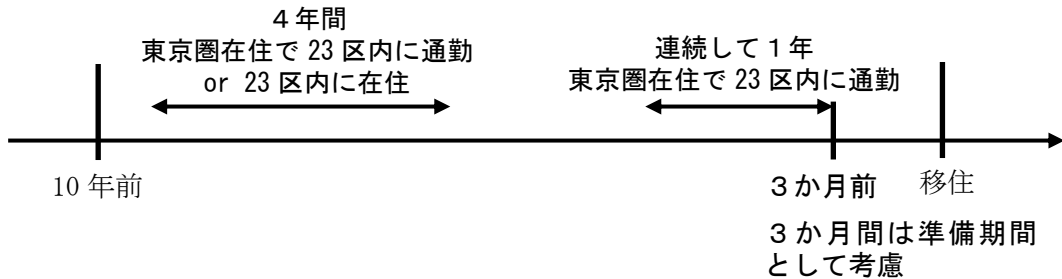 ４年間
東京圏在住で 23 区内に通勤
or 23 区内に在住
連続して１年
東京圏在住で 23 区内に通勤
10 年前
３か月前
移住
３か月間は準備期間
として考慮